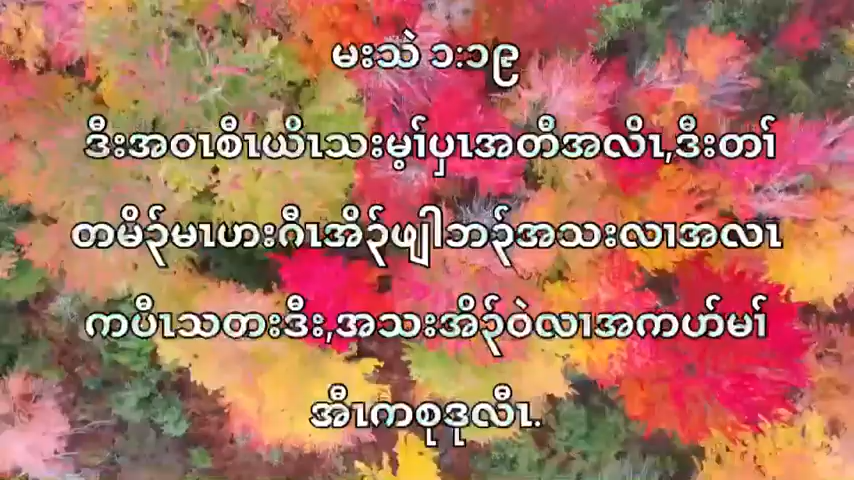 မးသဲ ၁:၁၉
ဒီးအဝၤစီၤယိၤသးမ့ၢ်ပှၤအတီအလိၤ,ဒီးတၢ်
တမိၣ်မၤဟးဂီၤအိၣ်ဖျါဘၣ်အသးလၢအလၤ
ကပီၤသတးဒီး,အသးအိၣ်ဝဲလၢအကဟ်မၢ်
အီၤကစုဒုလီၤ.